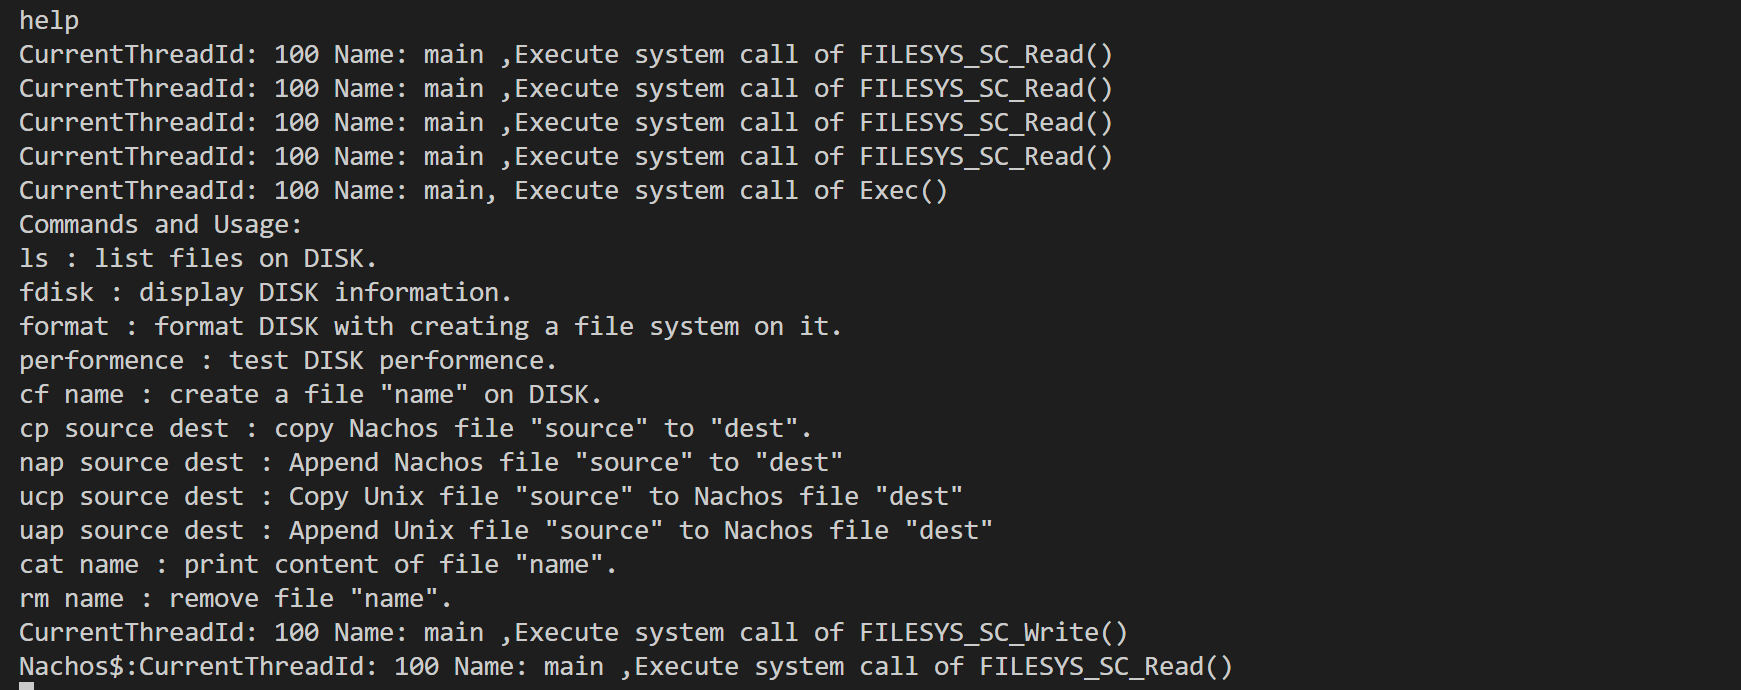 help
CurrentThreadId: 100 Name: main ,Execute system call of FILESYS_SC_Read()
CurrentThreadId: 100 Name: main ,Execute system call of FILESYS_SC_Read()
CurrentThreadId: 100 Name: main ,Execute system call of FILESYS_SC_Read()
CurrentThreadId: 100 Name: main ,Execute system call of FILESYS_SC_Read()
CurrentThreadId: 100 Name: main, Execute system call of Exec()
Commands and Usage:
ls : list files on DISK.
fdisk : display DISK information.
format : format DISK with creating a file system on it.
performence : test DISK performence.
cf name : create a file "name" on DISK.
cp source dest : copy Nachos file "source" to "dest".
nap source dest : Append Nachos file "source" to "dest"
ucp source dest : Copy Unix file "source" to Nachos file "dest"
uap source dest : Append Unix file "source" to Nachos file "dest"
cat name : print content of file "name".
rm name : remove file "name".
CurrentThreadId: 100 Name: main ,Execute system call of FILESYS_SC_Write()
Nachos$:CurrentThreadId: 100 Name: main ,Execute system call of FILESYS_SC_Read()